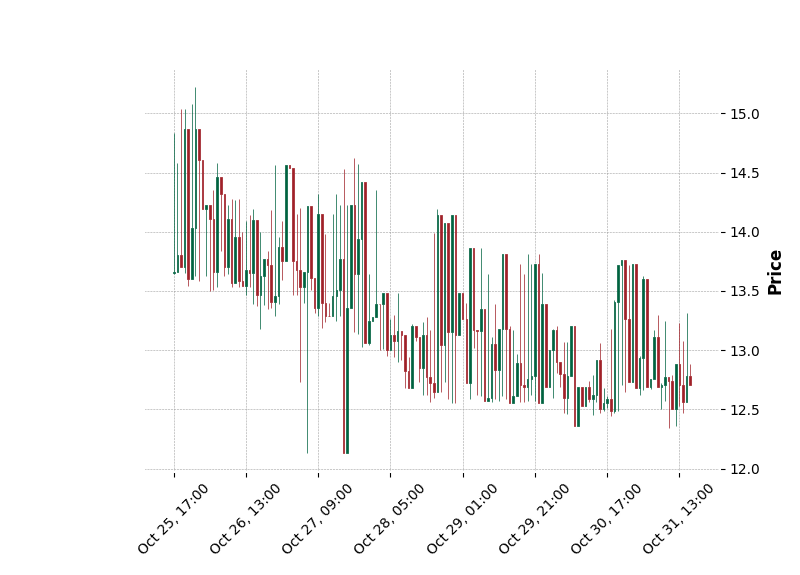 15.0
14.5
14.0
13.5
13.0
12.5
12.0
Price
Oct 25, 17:00
Oct 26, 13:00
Oct 27, 09:00
Oct 28, 05:00
Oct 29, 01:00
Oct 29, 21:00
Oct 30, 17:00
Oct 31, 13:00